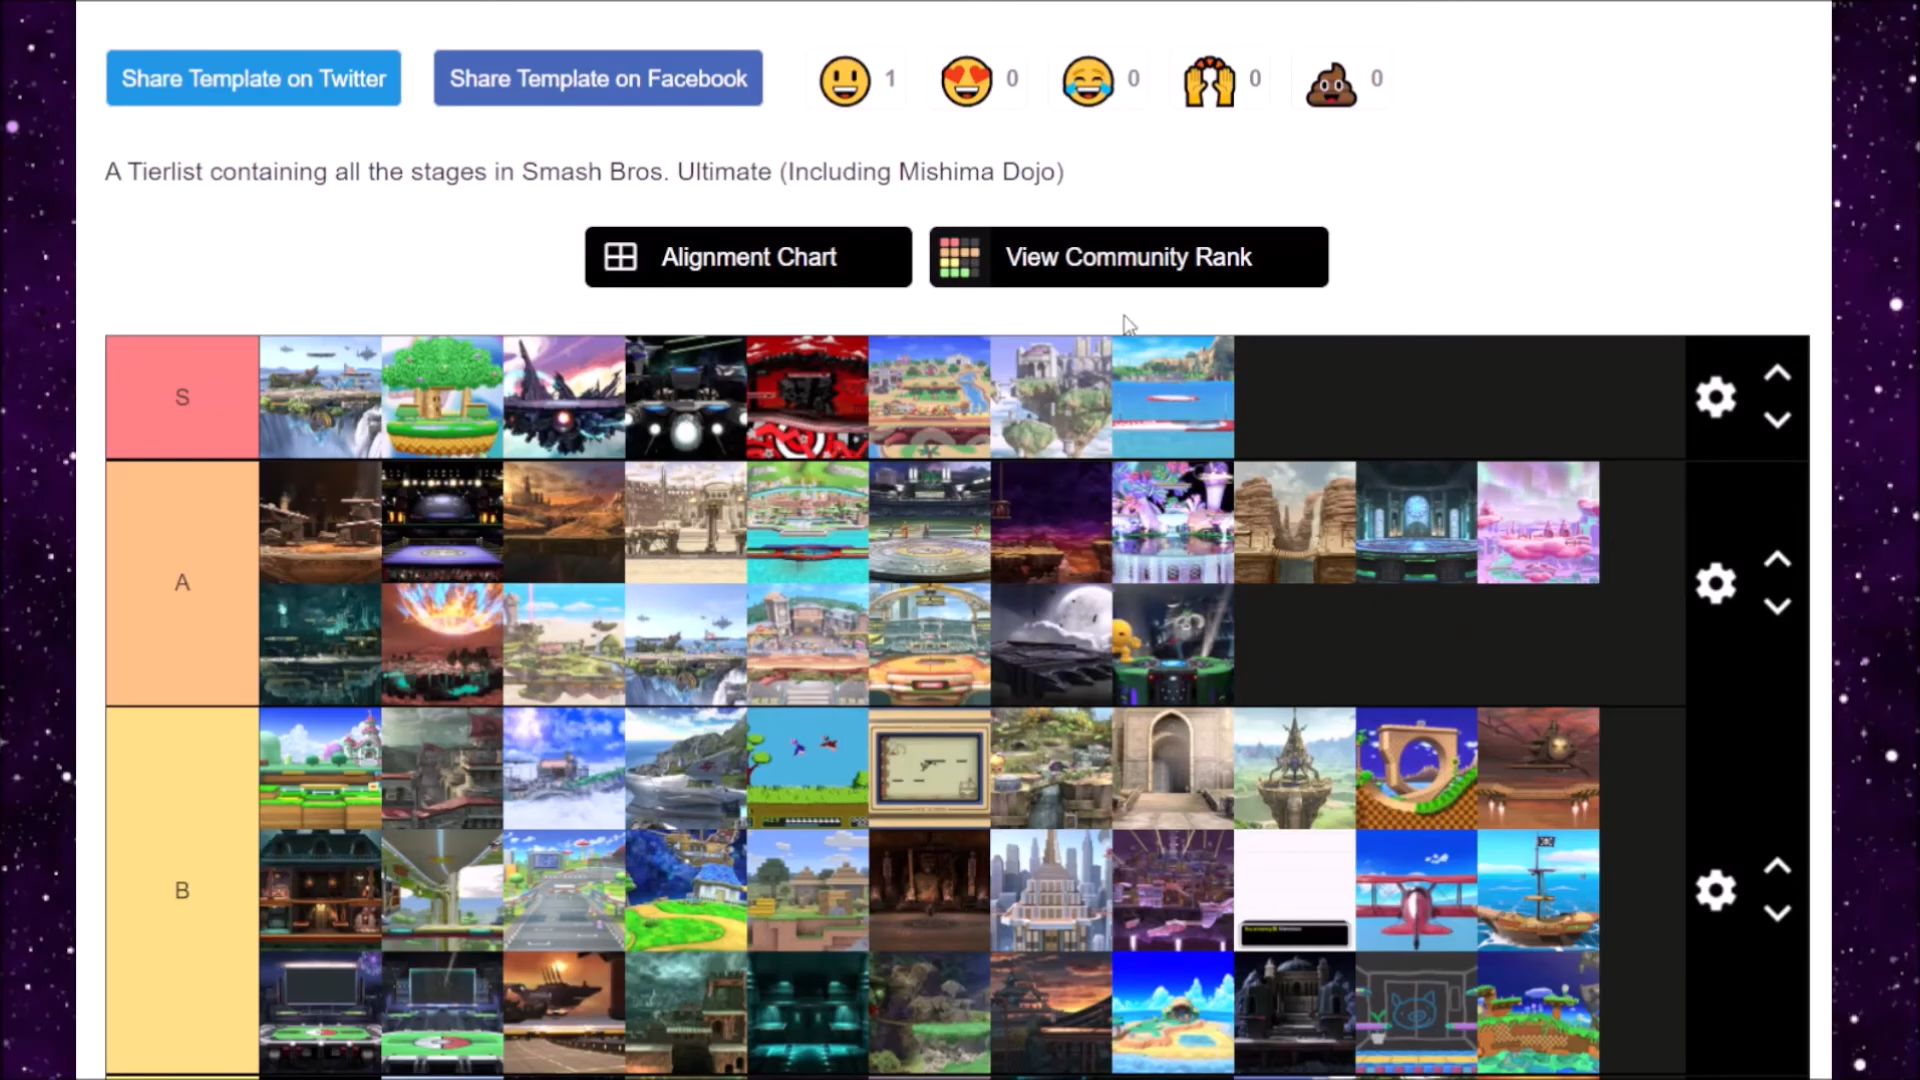 Share Template on Twitter
Share Template on Facebook
1
0
0
0
0
A Tierlist containing all the stages in Smash Bros. Ultimate (Including Mishima Dojo)
Alignment Chart
View Community Rank
S
A
B